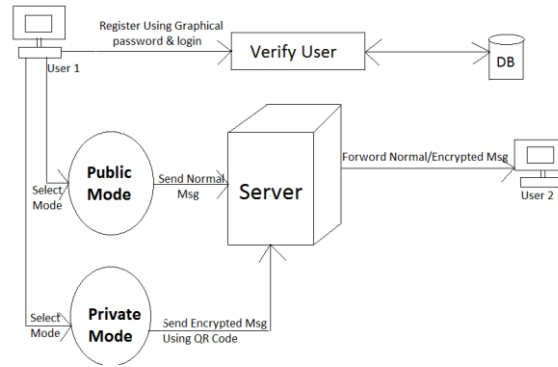 Register Using Graphical
password & login
Verify User
DB
User 1
Public
Mode
Select
Mode
Send Normal
Msg
Server
Forword Normal/Encrypted Msg
User 2
Private
Mode
Select
Mode
Send Encrypted Msg
Using QR Code